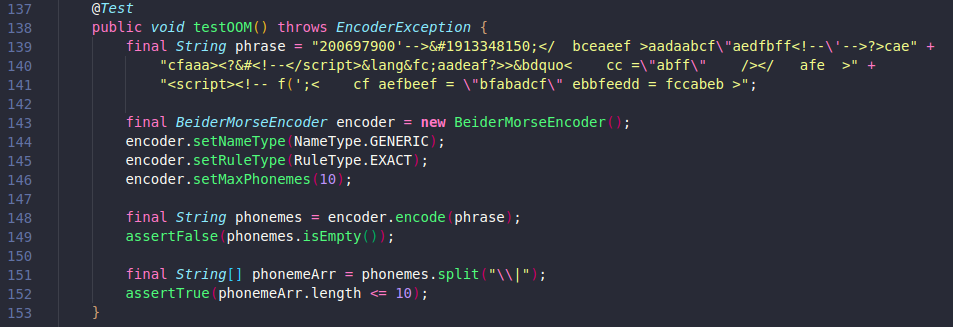 137 @Test
138 public void testOOM() throws EncoderException {
139 final String phrase = "200697900'-->&#1913348150;</  bceaeef >aadaabcf\"aedfbff<!--\'-->?>cae" +
140 "cfaaa><?&#<!--</script>&lang&fc;aadeaf?>>&bdquo<    cc =\"abff\"    /></   afe  >" +
141 "<script><!-- f(';<    cf aefbeef = \"bfabadcf\" ebbfeedd = fccabeb >";
142
143 final BeiderMorseEncoder encoder = new BeiderMorseEncoder();
144 encoder.setNameType(NameType.GENERIC);
145 encoder.setRuleType(RuleType.EXACT);
146 encoder.setMaxPhonemes(10);
147
148 final String phonemes = encoder.encode(phrase);
149 assertFalse(phonemes.isEmpty());
150
151 final String[] phonemeArr = phonemes.split("\\|");
152 assertTrue(phonemeArr.length <= 10);
153 }